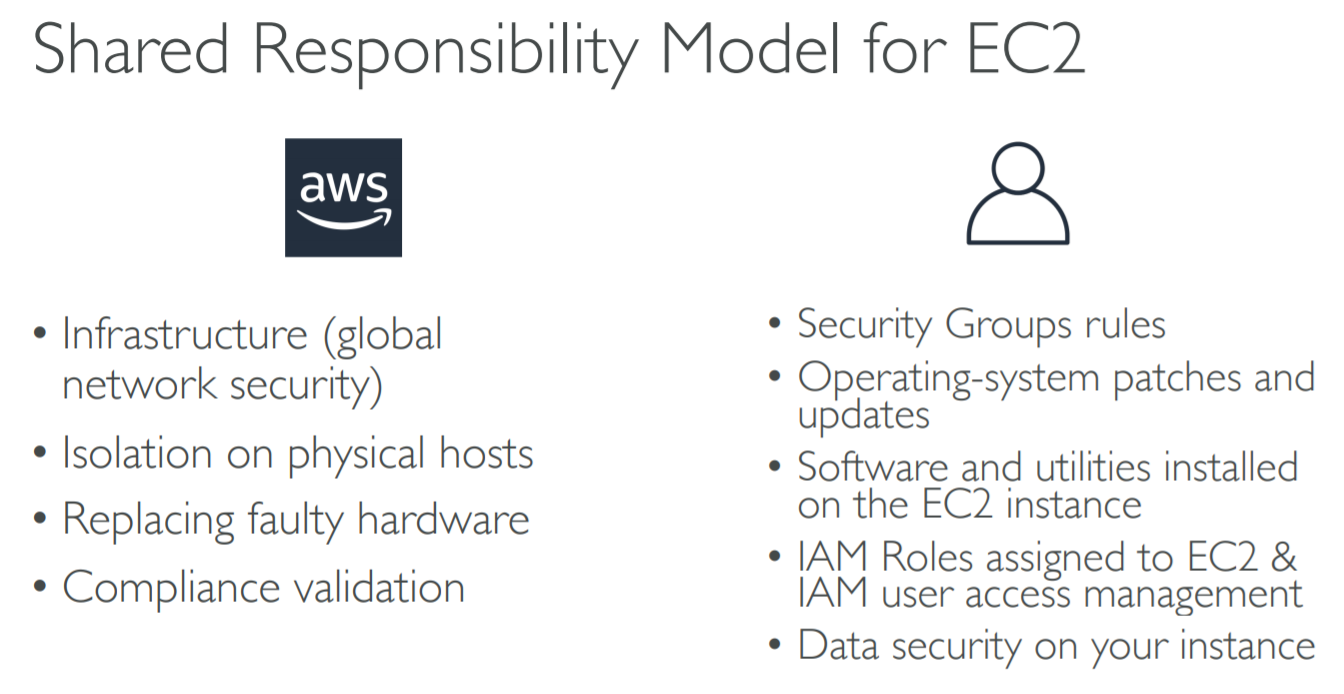 Shared Responsibility Model for EC2
aws
• Infrastructure (global
network security)
• Isolation on physical hosts
• Replacing faulty hardware
• Compliance validation
• Security Groups rules
• Operating-system patches and
updates
• Software and utilities installed
on the EC2 instance
• IAM Roles assigned to EC2 &
IAM user access management
• Data security on your instance